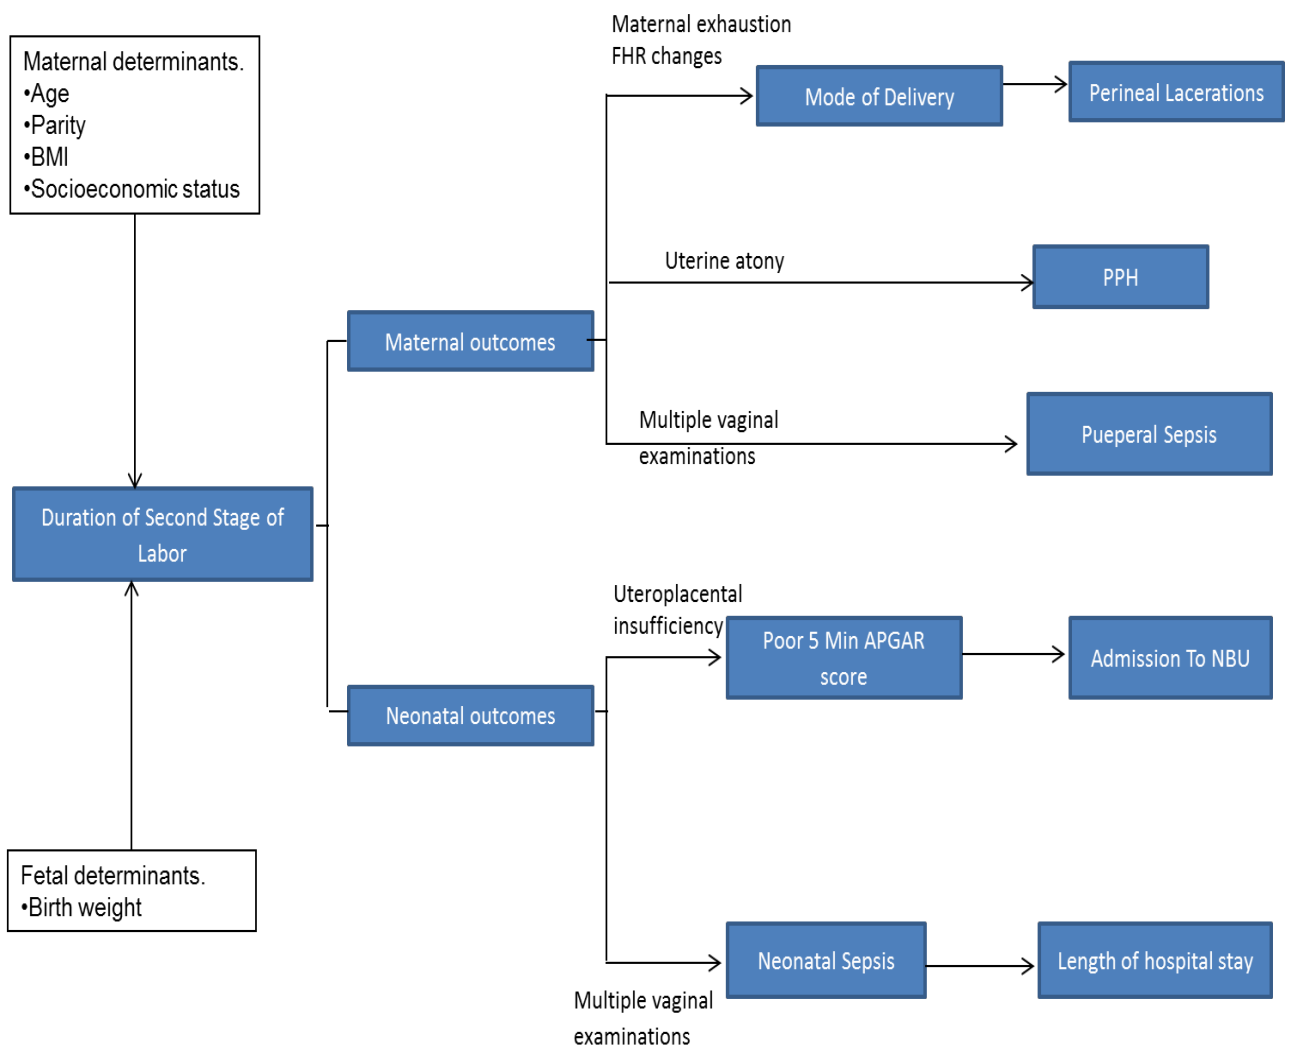 Maternal determinants.
•Age
•Parity
•BMI
•Socioeconomic status
Maternal exhaustion
FHR changes
Mode of Delivery
Perineal Lacerations
Uterine atony
PPH
Maternal outcomes
Multiple vaginal
examinations
Pueperal Sepsis
Duration of Second Stage of
Labor
Uteroplacental
insufficiency
Poor 5 Min APGAR
score
Admission To NBU
Neonatal outcomes
Fetal determinants.
•Birth weight
Neonatal Sepsis
Length of hospital stay
Multiple vaginal
examinations